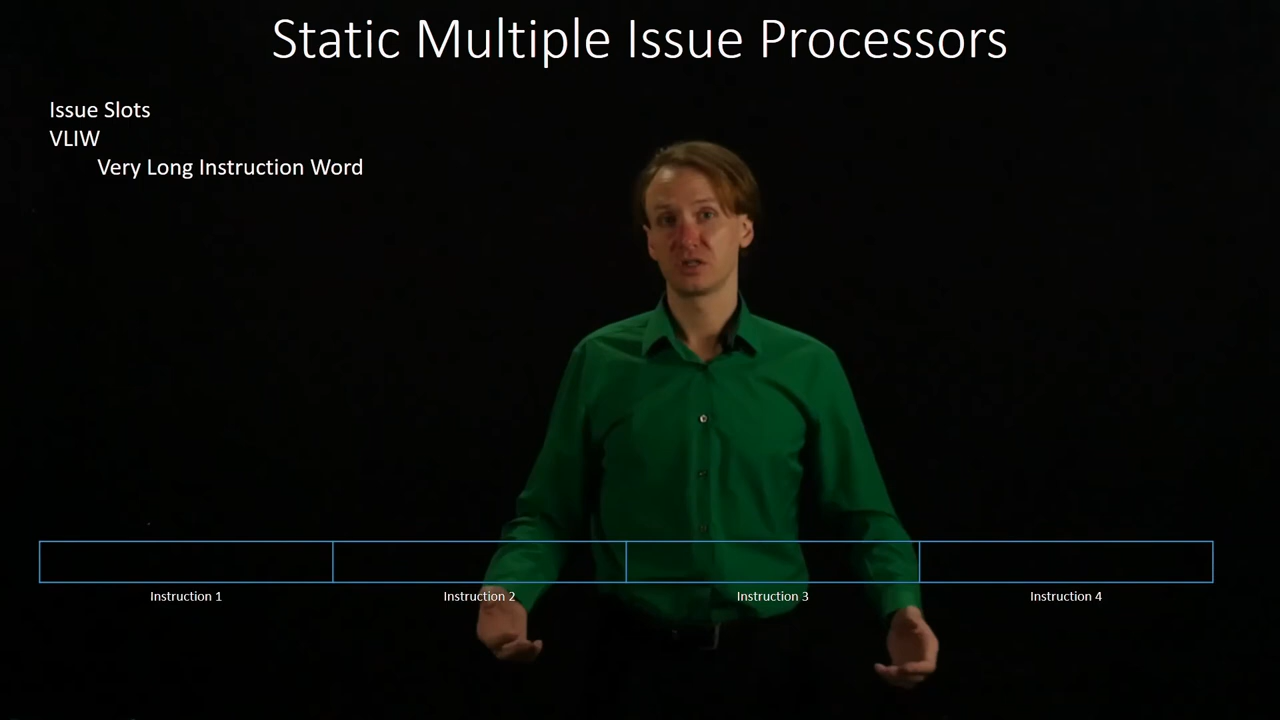 Static Multiple Issue Processors
Issue Slots
VLIW
Very Long Instruction Word
Instruction 1
Instruction 2
Instruction 3
Instruction 4